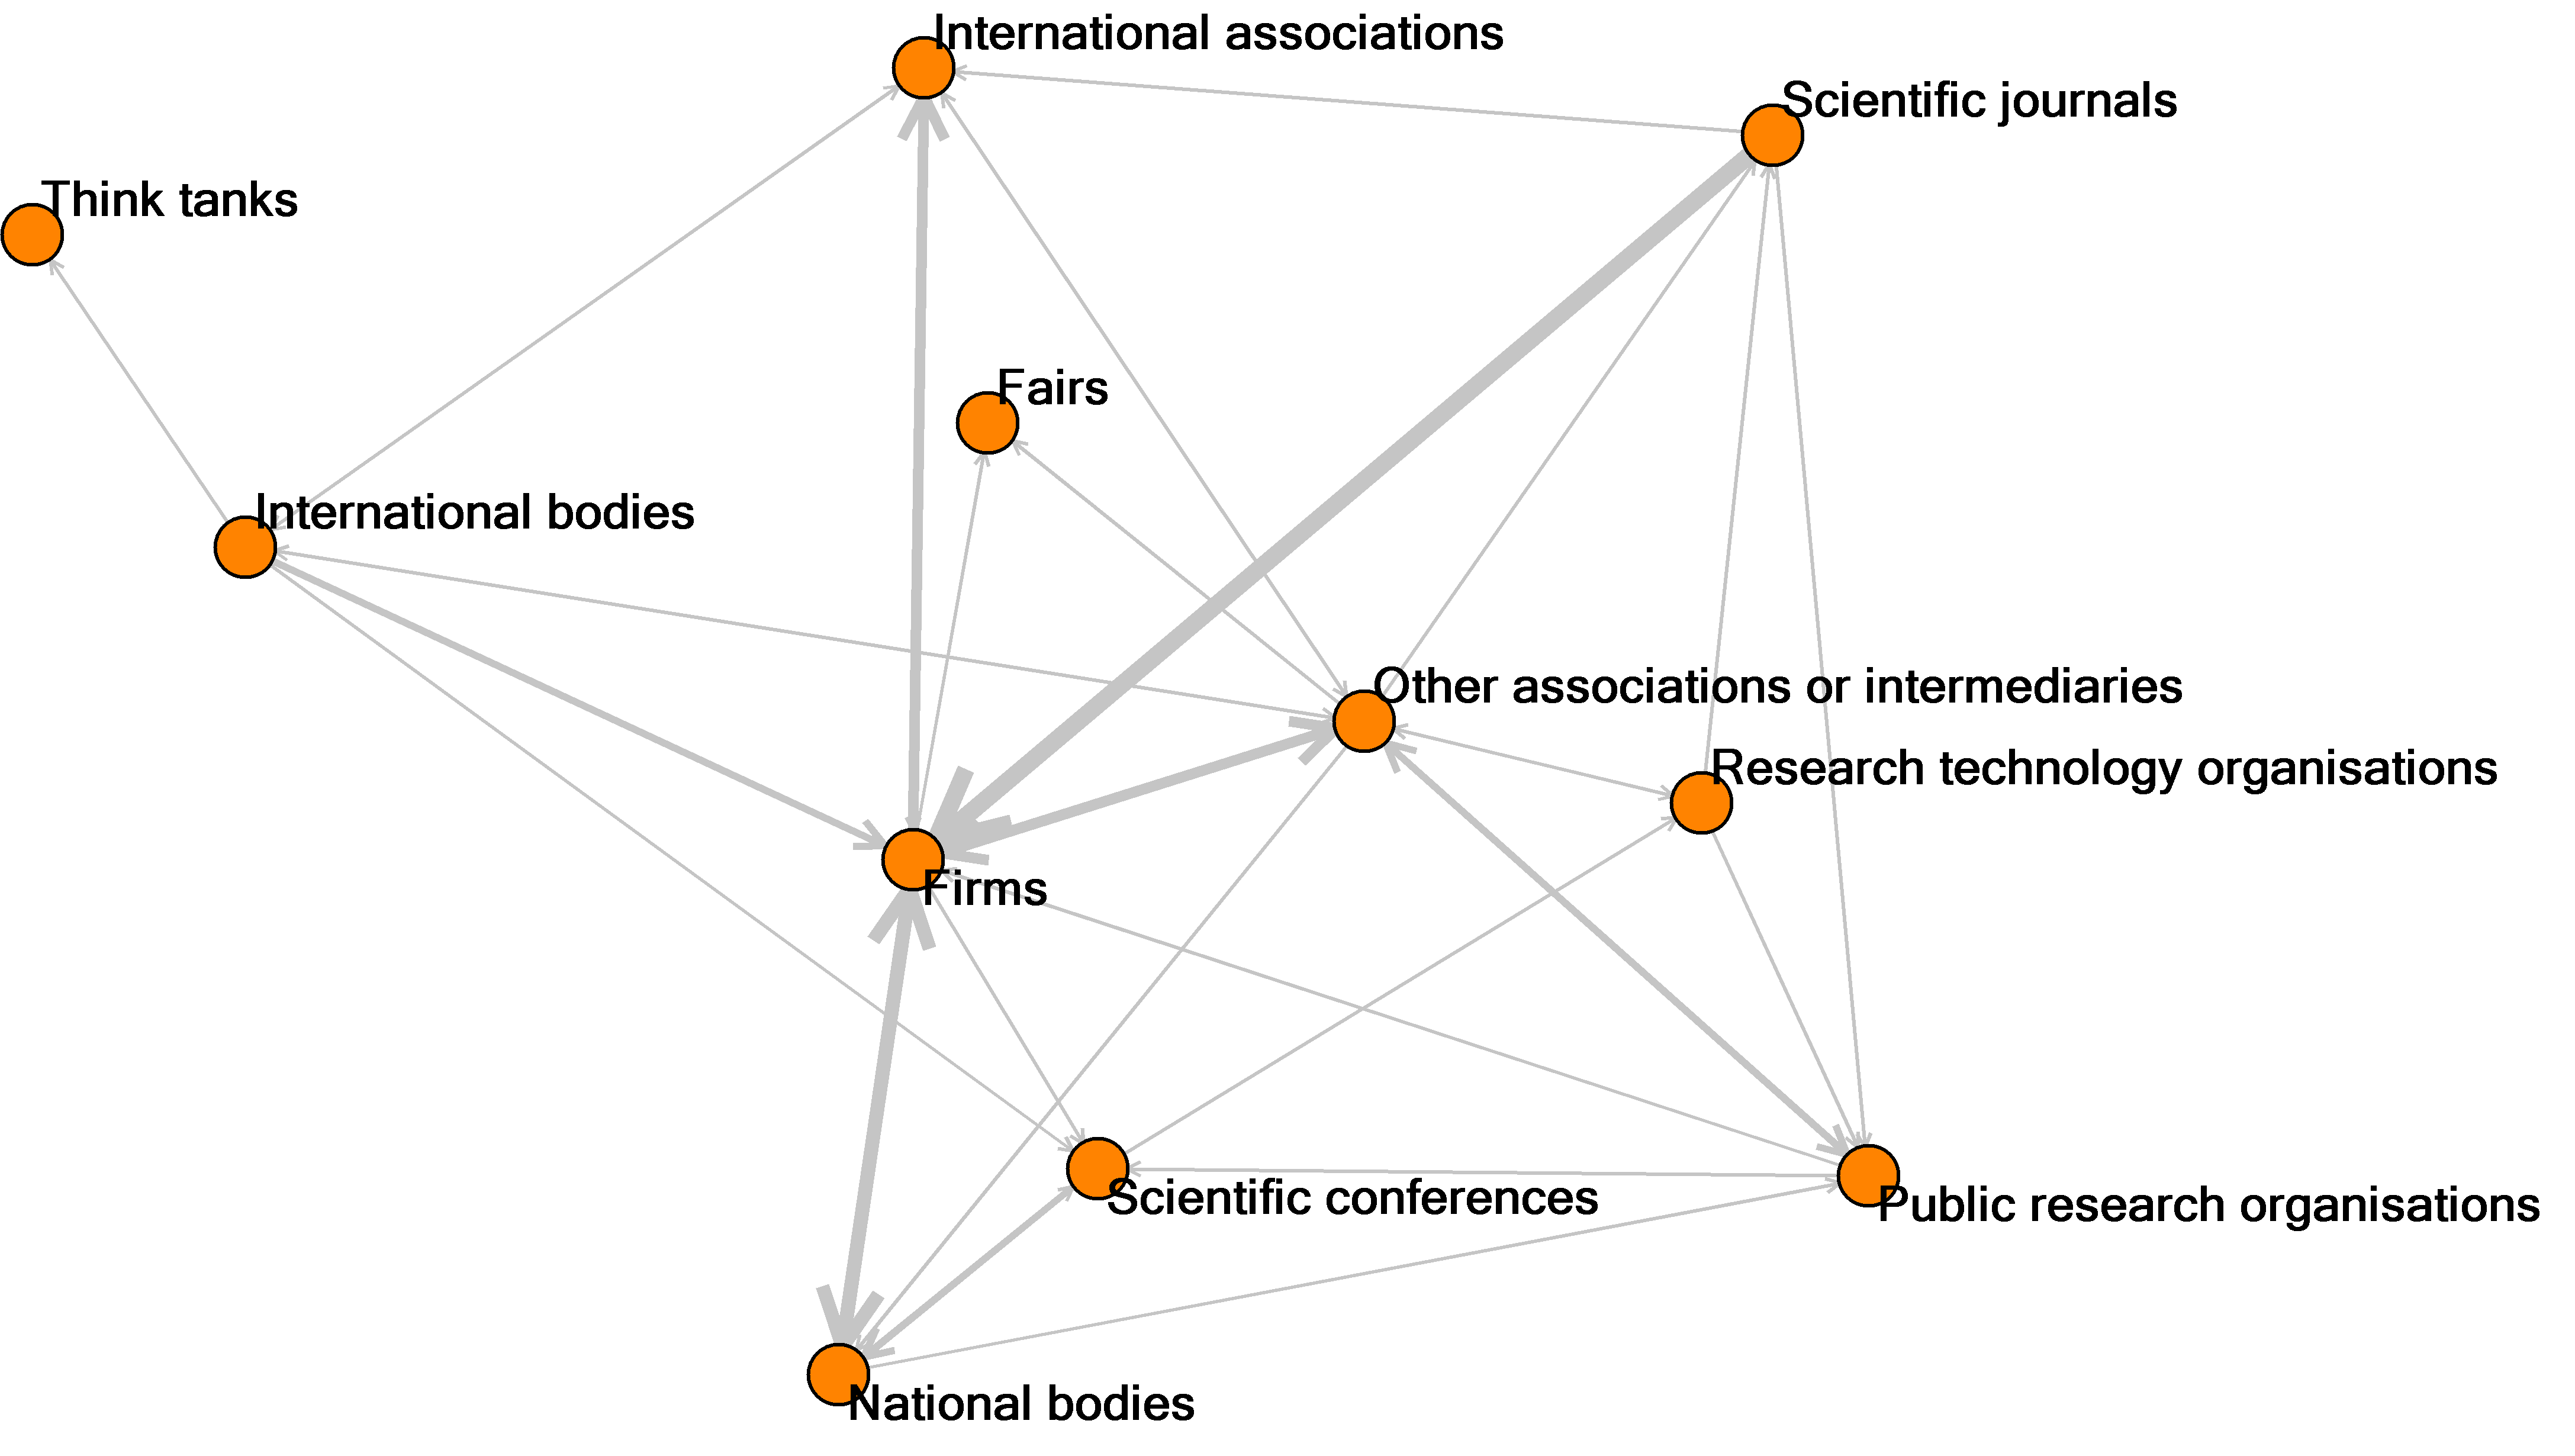 International associations
Scientific journals
Think tanks
Fairs
International bodies
Other associations or intermediaries
Research technology organisations
Firms
Scientific conferences
Public research organisations
National bodies